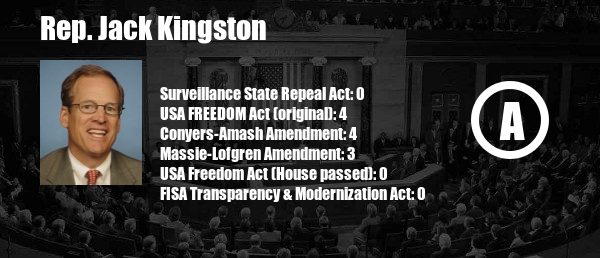 Rep. Jack Kingston
Surveillance State Repeal Act: 0
USA FREEDOM Act (original): 4
Conyers-Amash Amendment: 4
Massie-Lofgren Amendment: 3
USA Freedom Act (House passed): 0
FISA Transparency & Modernization Act: 0
A